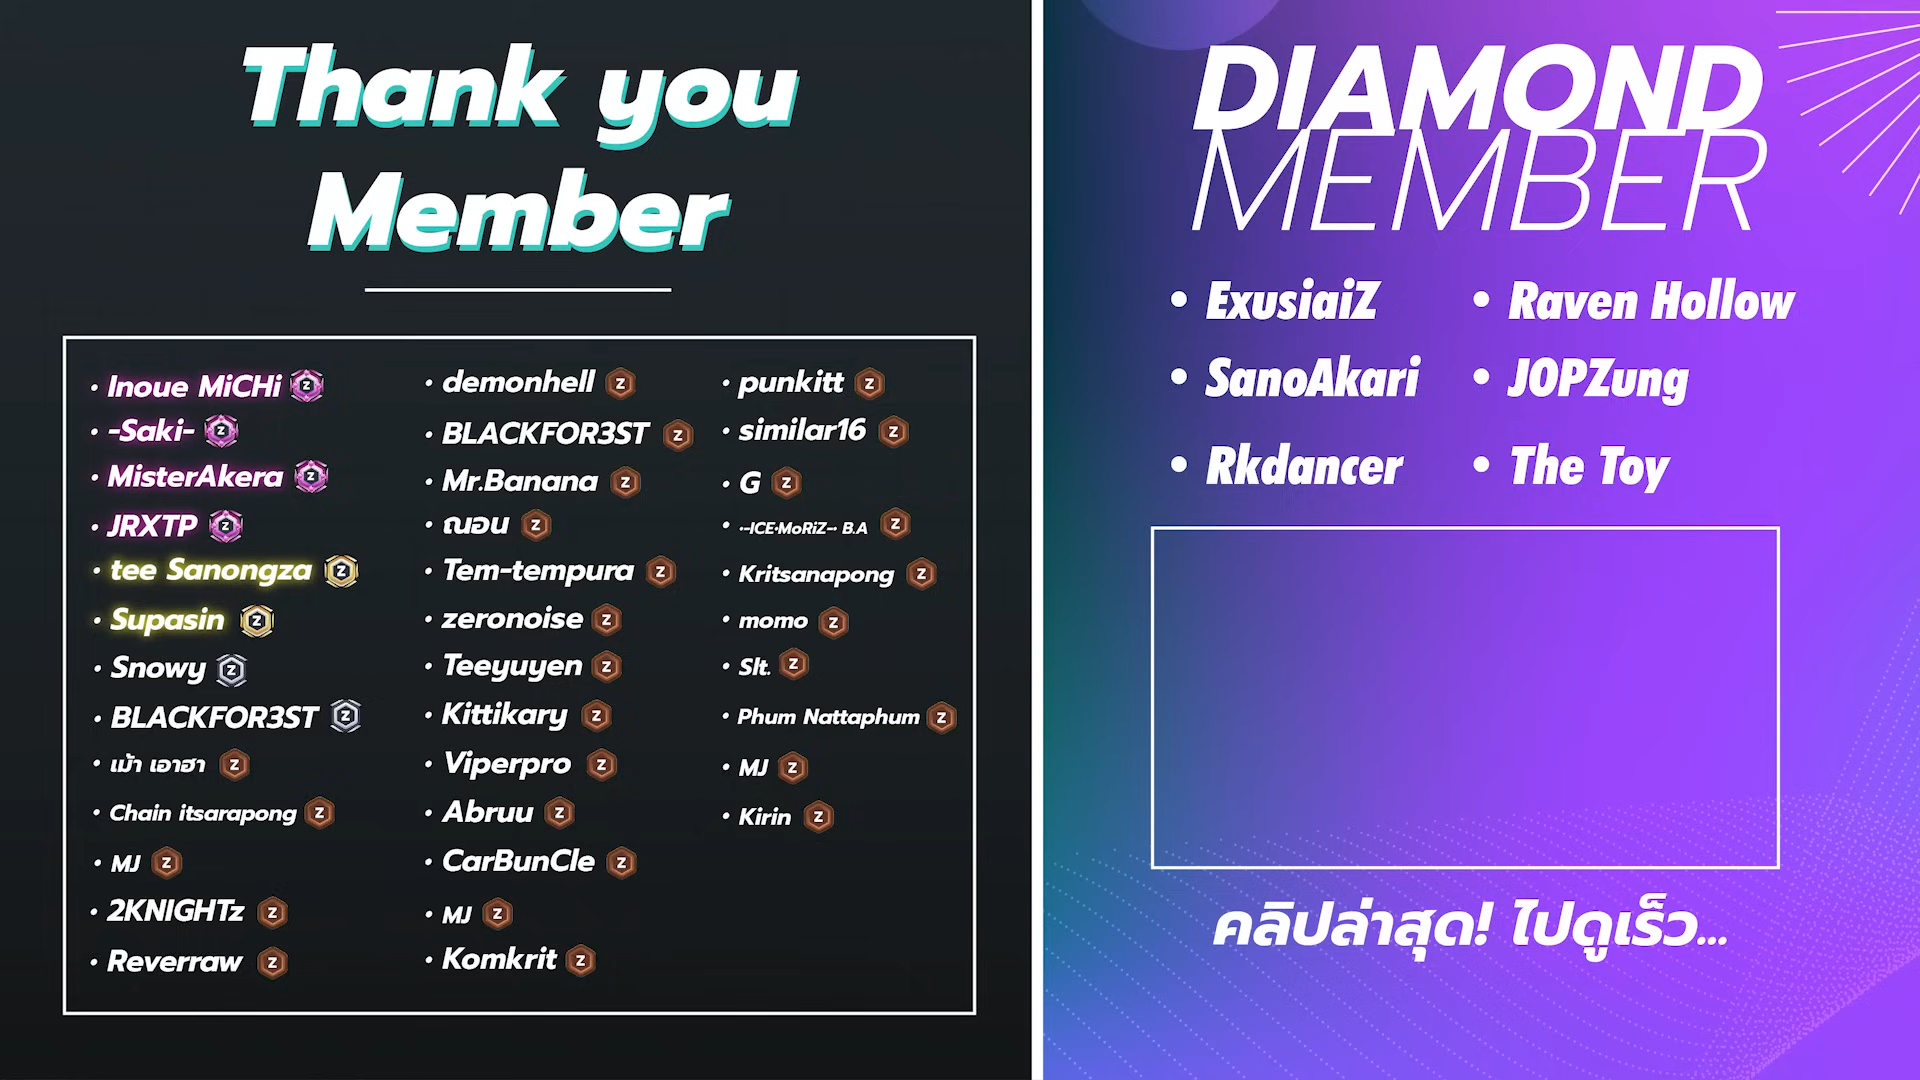 Thank you
Member
• Inoue MiCHi
• -Saki-
• MisterAkera
• JRXTP
• tee Sanongza
• Supasin
• Snowy
• BLACKFOR3ST
• เม้า เอาฮา
• Chain itsarapong
• MJ
• 2KNIGHTz
• Reverraw
• demonhell
• BLACKFOR3ST
• Mr.Banana
• ณอน
• Tem-tempura
• zeronoise
• Teeyuyen
• Kittikary
• Viperpro
• Abruu
• CarBunCle
• MJ
• Komkrit
• punkitt
• similar16
• G
• --ICE•MoRiZ-• B.A
• Kritsanapong
• momo
• Slt.
• Phum Nattaphum
• MJ
• Kirin
DIAMOND
MEMBER
• ExusiaiZ
• SanoAkari
• Rkdancer
• Raven Hollow
• JOPZung
• The Toy
คลิปล่าสุด! ไปดูเร็ว...